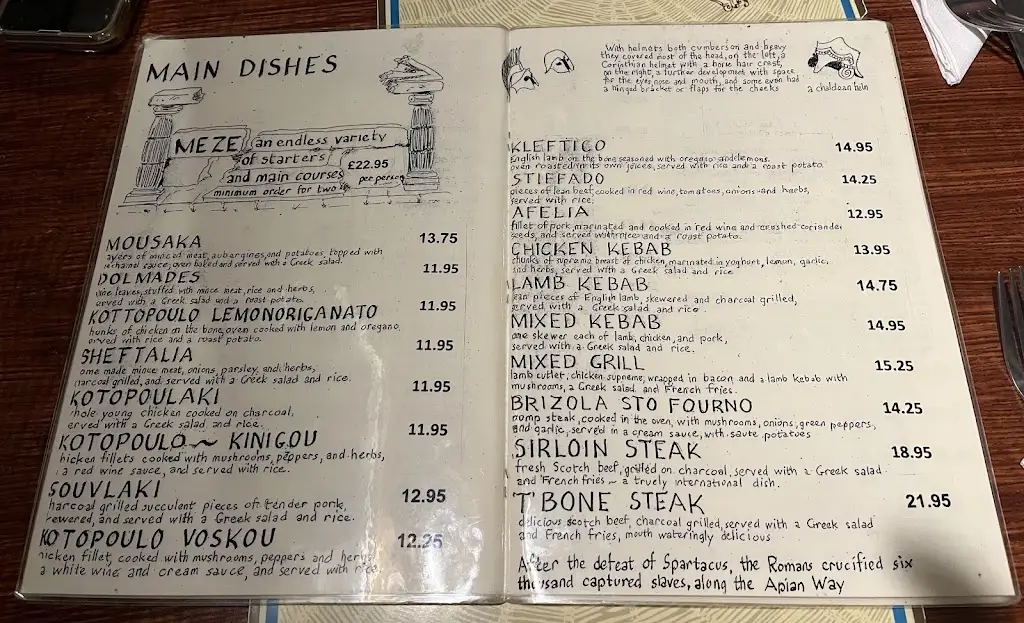 MAIN DISHES
MEZE an endless variety
of starters
and main courses £22.95
minimum order for two per person
MOUSAKA 13.75
ayers of minced meat, aubergines, and potatoes, topped with
bechamel sauce, oven baked and served with a Greek salad.
DOLMADES 11.95
vine leaves, stuffed with mince meat, rice and herbs,
erved with a Greek salad and a roast potato.
KOTTOPOULO LEMONORIGANATO 11.95
hunks of chicken on the bone, oven cooked with lemon and oregano,
erved with rice and a roast potato.
SHEFTALIA 11.95
ome made mince meat, onions, parsley, and herbs,
harcoal grilled, and served with a Greek salad and rice.
KOTOPOULAKI 11.95
hole young chicken cooked on charcoal,
erved with a Greek salad, and rice.
KOTOPOULO ~ KINIGOU 11.95
hicken fillets cooked with mushrooms, peppers, and herbs,
a red wine sauce, and served with rice.
SOUVLAKI 12.95
harcoal grilled succulent pieces of tender pork,
kewered, and served with a Greek salad and rice.
KOTOPOULO VOSKOU 12.25
hicken fillet, cooked with mushrooms, peppers and herbs
a white wine and cream sauce, and served with rice.
With helmets both cumberson and heavy
they covered most of the head, on the left, a
Corinthian helmet with a horse hair crest,
on the right, a further development with space
for the eyes, nose and mouth, and some even had
a hinged bracket or flaps for the cheeks
a chaldean helm
KLEFTICO 14.95
English lamb on the bone seasoned with oregano and lemons.
oven roasted in its own juices, served with rice and a roast potato.
STIFFADO 14.25
pieces of lean beef, cooked in red wine, tomatoes, onions and herbs,
served with rice.
AFELIA 12.95
fillet of pork marinated and cooked in red wine and crushed coriander
seeds, and served with rice and a roast potato.
CHICKEN KEBAB 13.95
chunks of supreme breast of chicken, marinated in yoghurt, lemon, garlic,
and herbs, served with a Greek salad and rice
LAMB KEBAB 14.75
lean pieces of English lamb, skewered and charcoal grilled,
served, with a Greek salad and rice.
MIXED KEBAB 14.95
one skewer each of lamb, chicken, and pork,
served with a Greek salad and rice.
MIXED GRILL 15.25
lamb cutlet, chicken supreme, wrapped in bacon and a lamb kebab with
mushrooms, a Greek salad, and French fries.
BRIZOLA STO FOURNO 14.25
romp steak, cooked in the oven, with mushrooms, onions, green peppers,
and garlic, served in a cream sauce, with saute potatoes
SIRLOIN STEAK 18.95
fresh Scotch beef, grilled on charcoal, served with a Greek salad
and French fries ~ a truely international dish.
'T' BONE STEAK 21.95
delicious scotch beef, charcoal grilled, served with a Greek salad
and French fries, mouth wateringly delicious
After the defeat of Spartacus, the Romans crucified six
thousand captured slaves, along the Apian Way